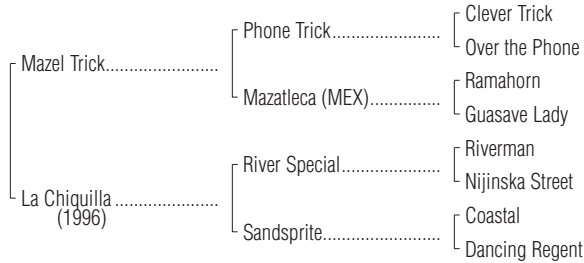 Clever Trick
Phone Trick
Over the Phone
Mazel Trick
Ramahorn
Mazatleca (MEX)
Guasave Lady
Riverman
River Special
Nijinska Street
La Chiquilla
(1996)
Coastal
Sandsprite
Dancing Regent